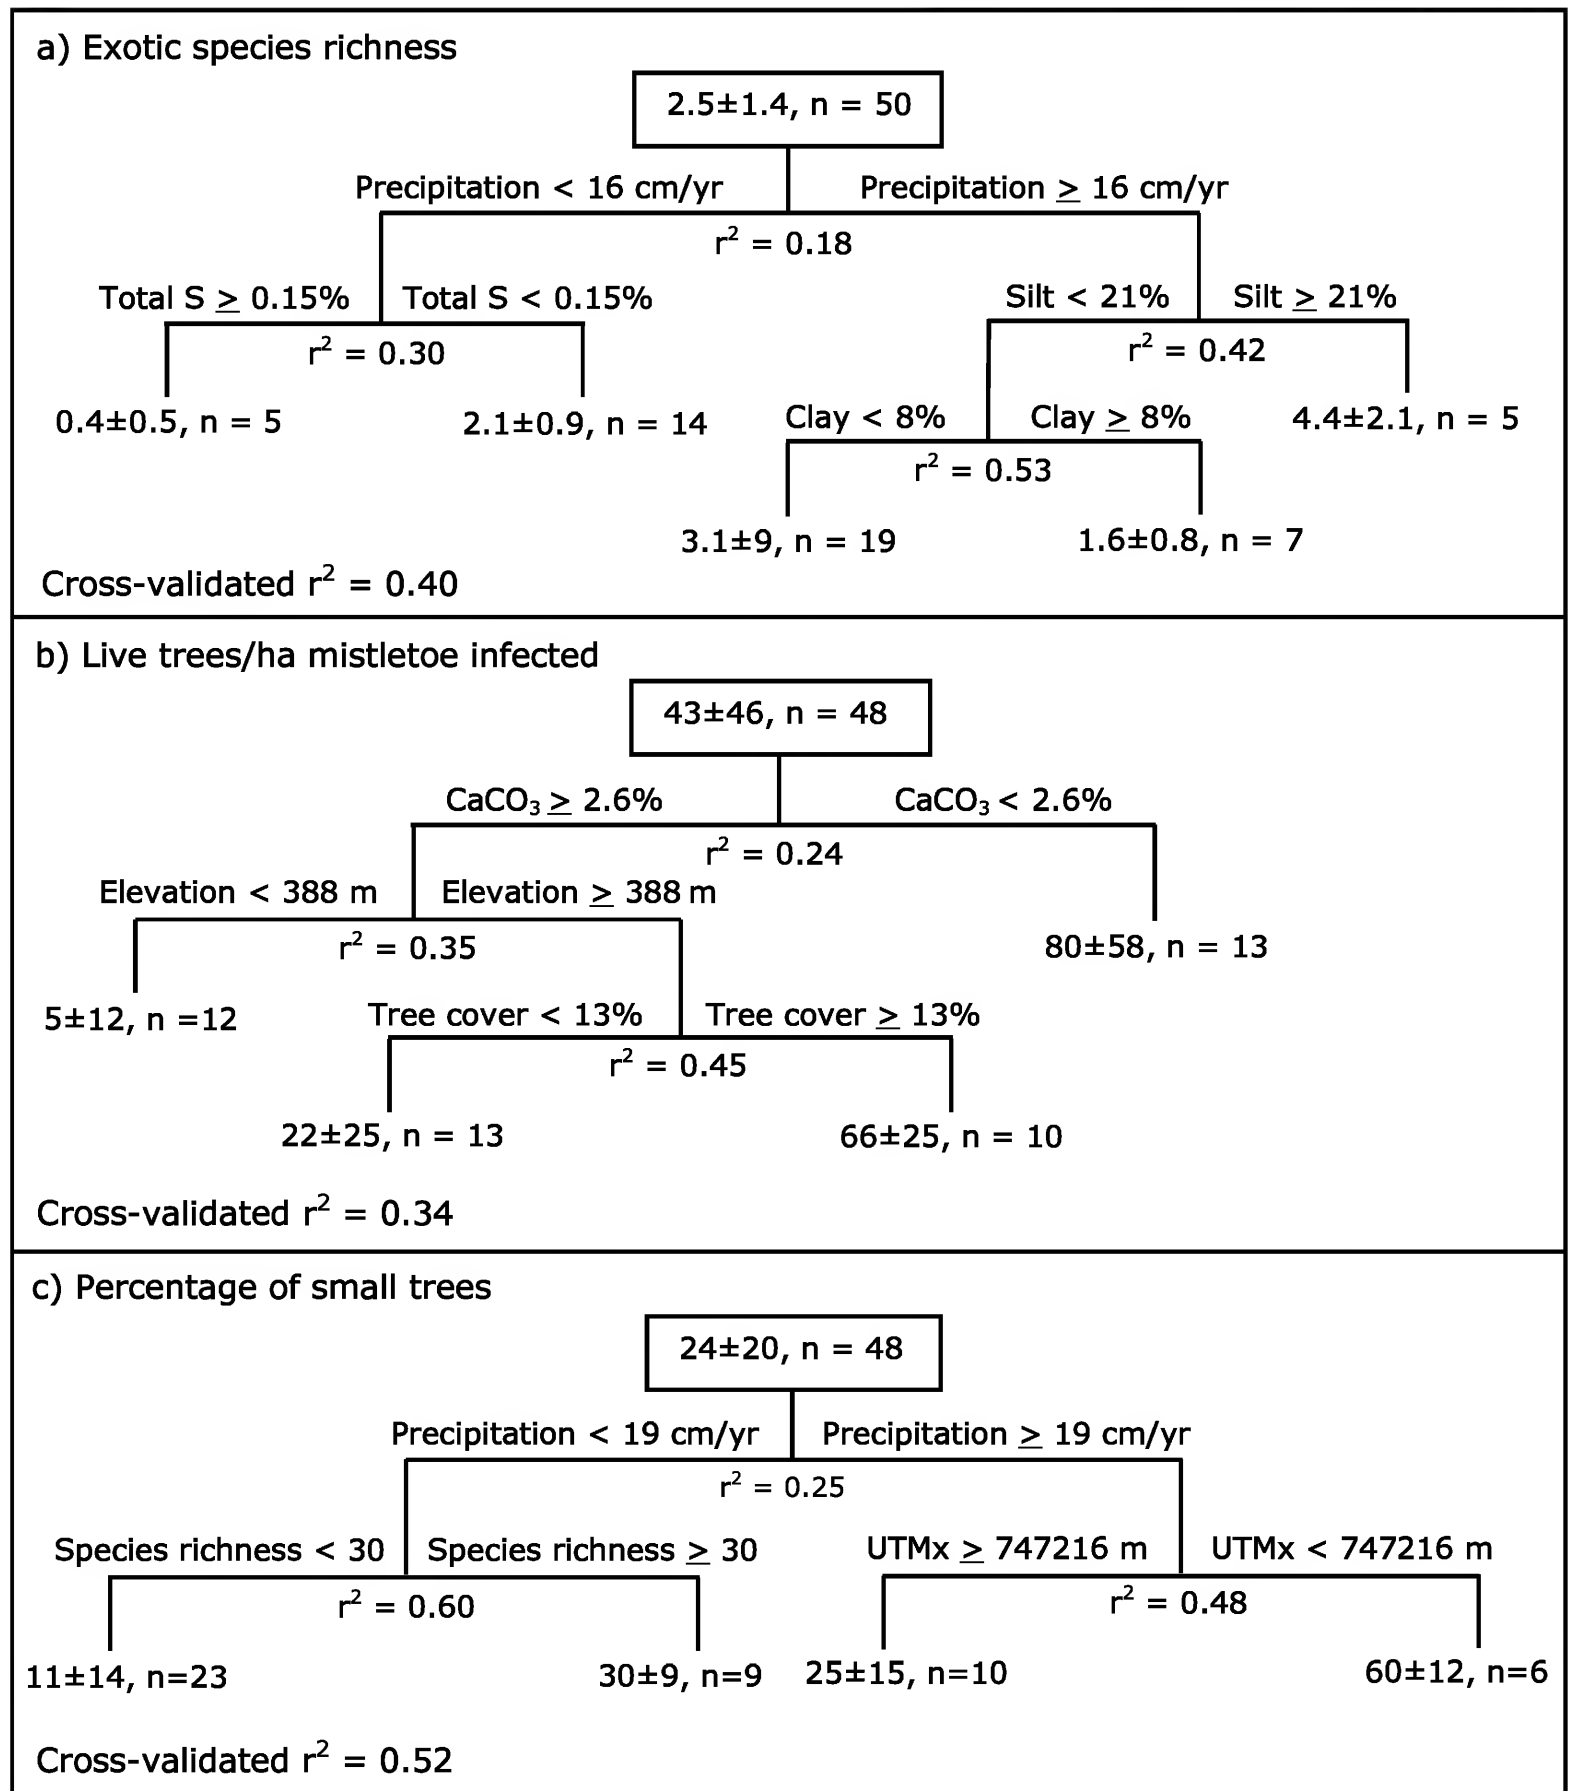 a) Exotic species richness
2.5±1.4, n = 50
Precipitation < 16 cm/yr
Precipitation ≥ 16 cm/yr
r² = 0.18
Total S ≥ 0.15%
Total S < 0.15%
Silt < 21%
Silt ≥ 21%
r² = 0.30
r² = 0.42
0.4±0.5, n = 5
2.1±0.9, n = 14
Clay < 8%
Clay ≥ 8%
4.4±2.1, n = 5
r² = 0.53
3.1±9, n = 19
1.6±0.8, n = 7
Cross-validated r² = 0.40
b) Live trees/ha mistletoe infected
43±46, n = 48
CaCO₃ ≥ 2.6%
CaCO₃ < 2.6%
r² = 0.24
Elevation < 388 m
Elevation ≥ 388 m
r² = 0.35
80±58, n = 13
5±12, n =12
Tree cover < 13%
Tree cover ≥ 13%
r² = 0.45
22±25, n = 13
66±25, n = 10
Cross-validated r² = 0.34
c) Percentage of small trees
24±20, n = 48
Precipitation < 19 cm/yr
Precipitation ≥ 19 cm/yr
r² = 0.25
Species richness < 30
Species richness ≥ 30
UTMx ≥ 747216 m
UTMx < 747216 m
r² = 0.60
r² = 0.48
11±14, n=23
30±9, n=9
25±15, n=10
60±12, n=6
Cross-validated r² = 0.52